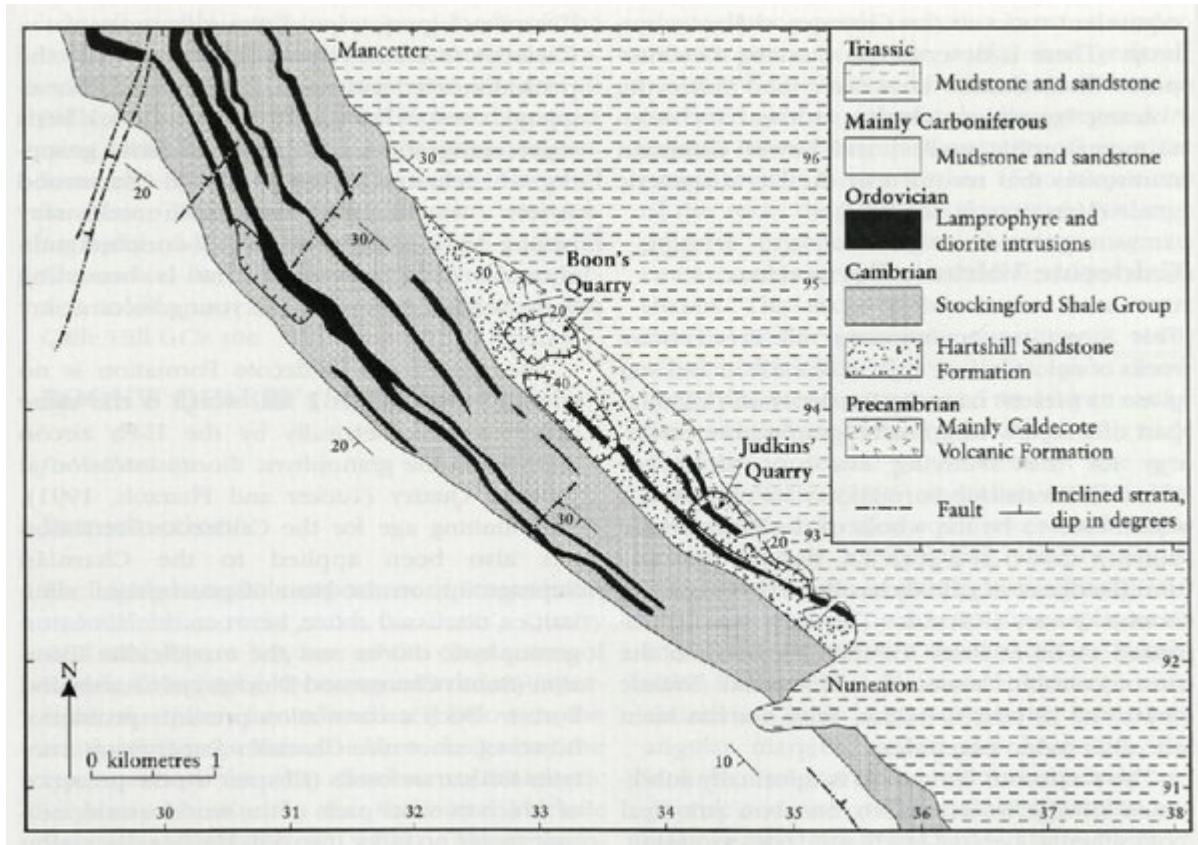 Mancetter
Triassic
Mudstone and sandstone
Mainly Carboniferous
Mudstone and sandstone
Ordovician
Lamprophyre and
diorite intrusions
Cambrian
Stockingford Shale Group
Hartshill Sandstone
Formation
Precambrian
Mainly Caldecote
Volcanic Formation
Fault
Inclined strata,
dip in degrees
30
96
20
30
50
Boon's
Quarry
95
20
40
94
20
Judkins'
Quarry
30
20
93
92
Nuneaton
N
0 kilometres 1
10
91
30
31
32
33
34
35
36
37
38